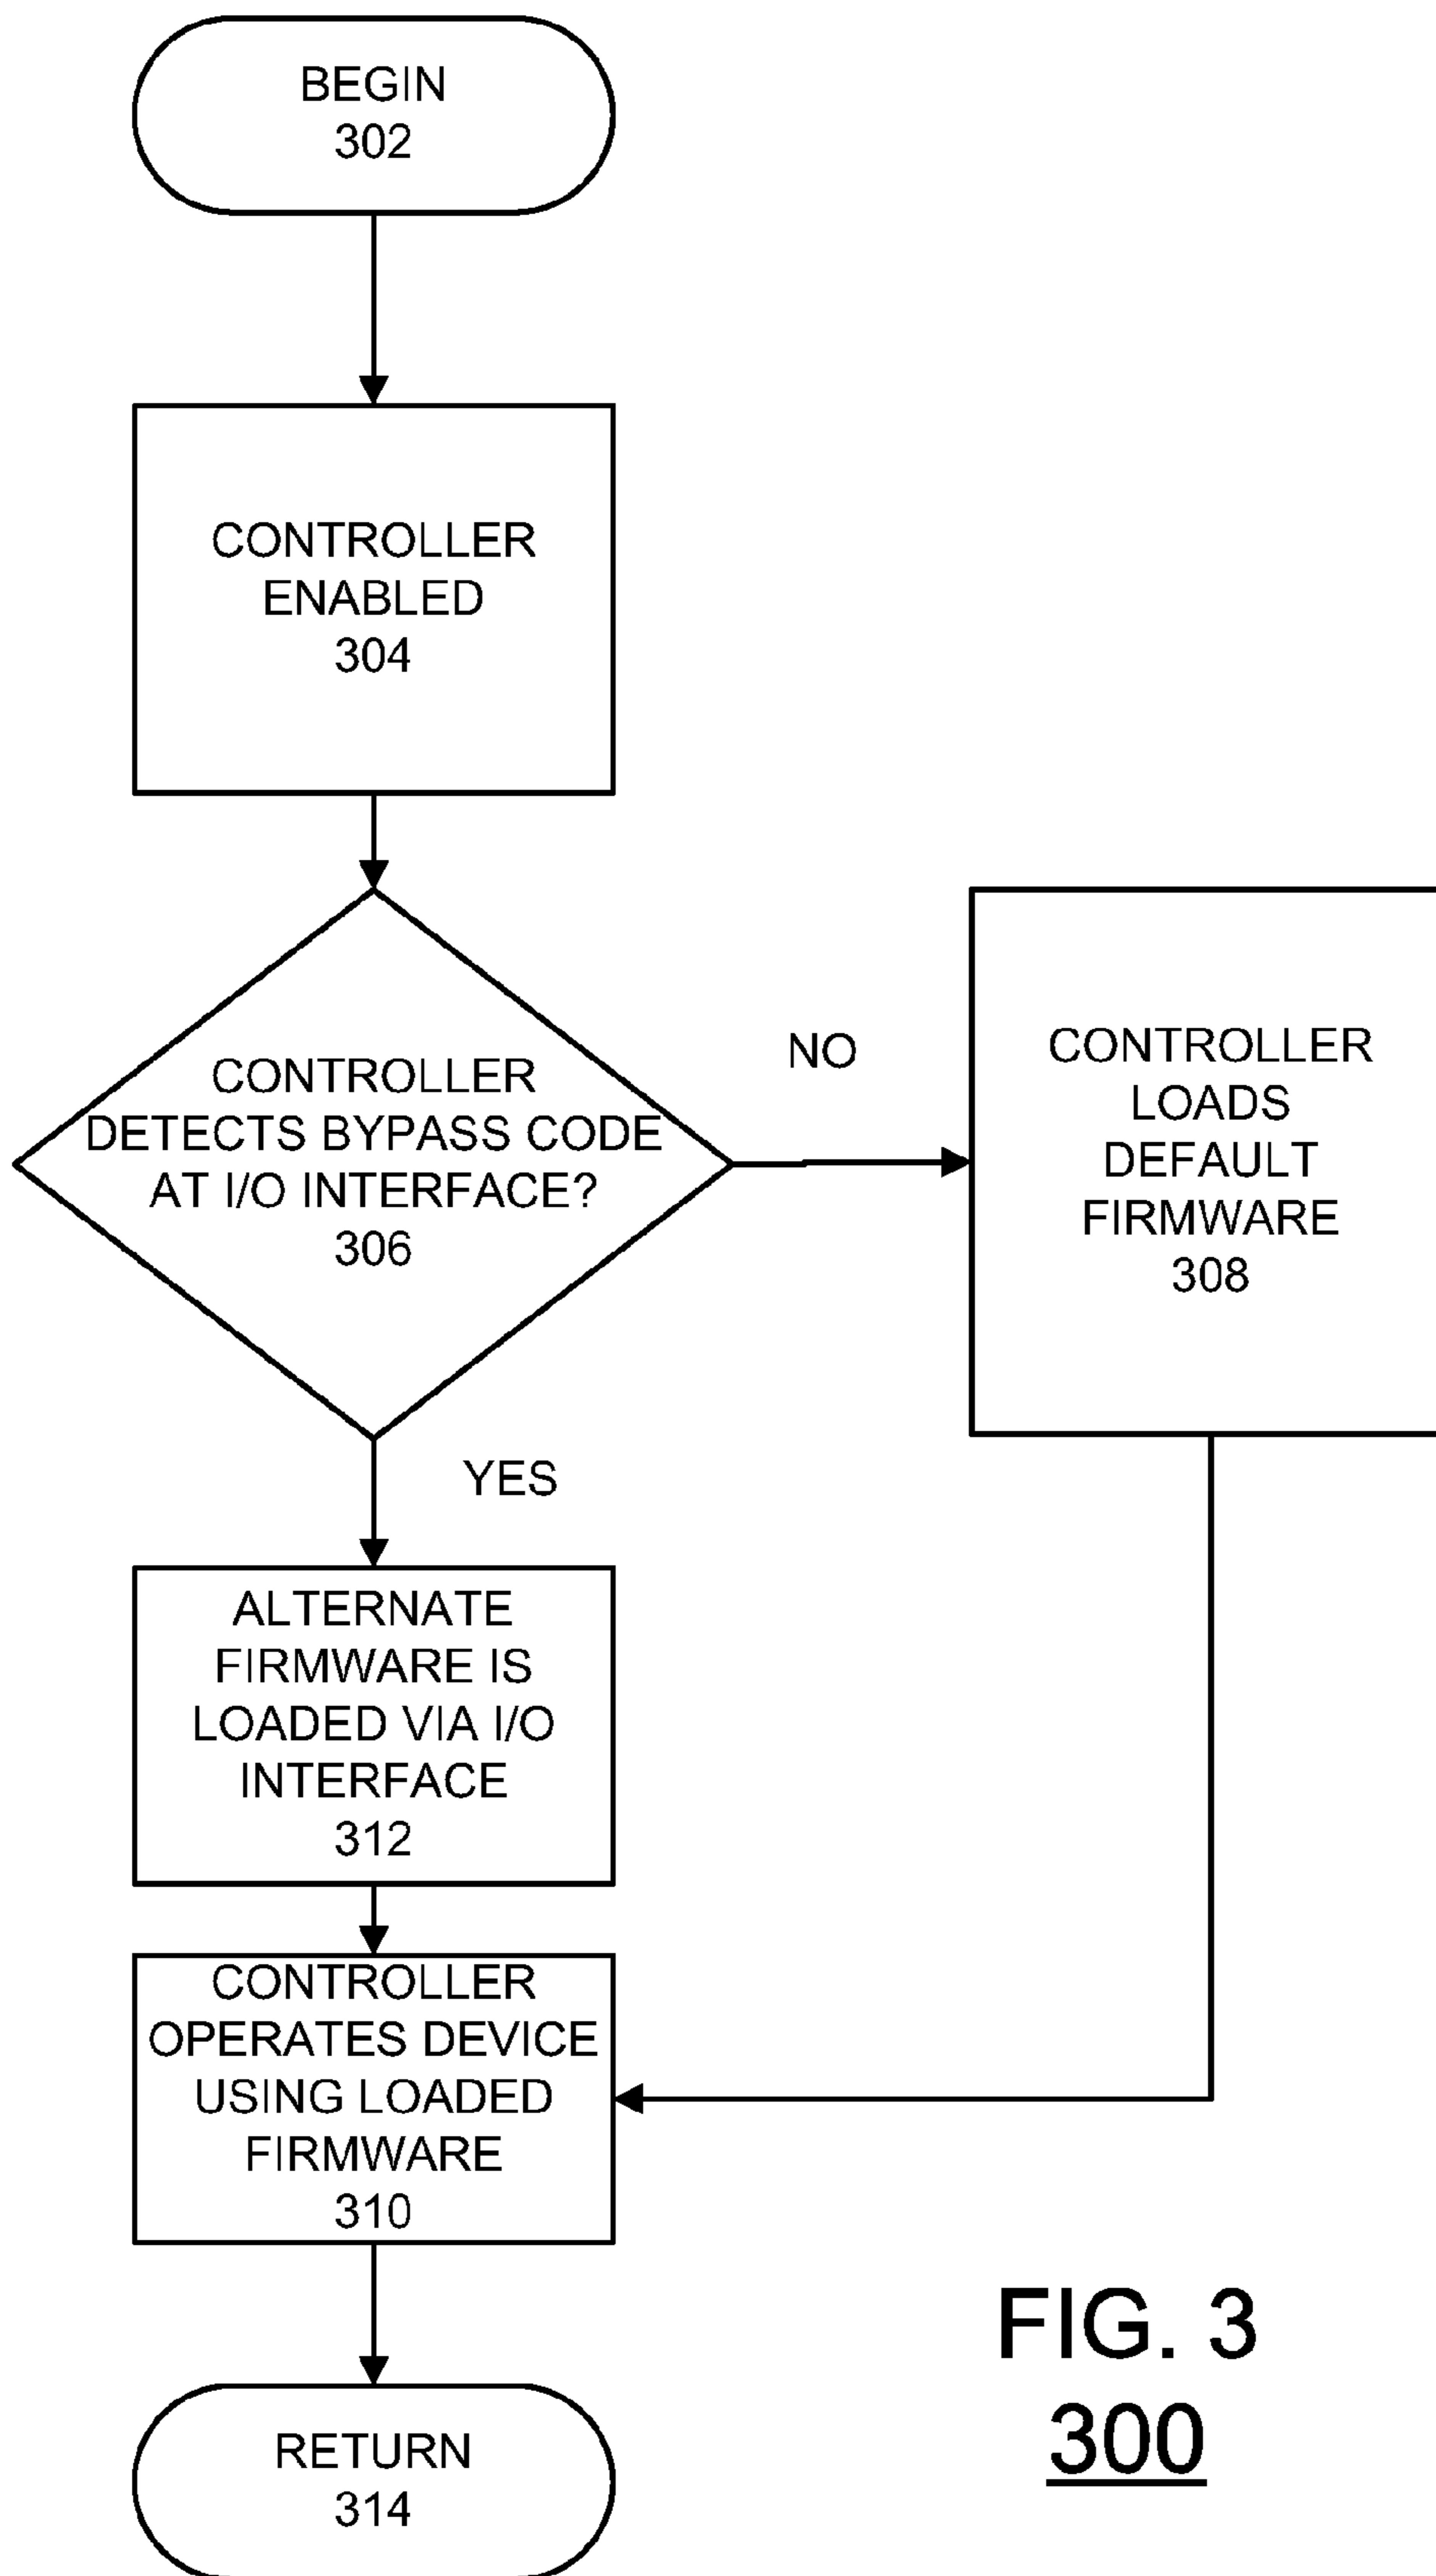 BEGIN
302
CONTROLLER
ENABLED
304
CONTROLLER
DETECTS BYPASS CODE
AT I/O INTERFACE?
306
NO
CONTROLLER
LOADS
DEFAULT
FIRMWARE
308
YES
ALTERNATE
FIRMWARE IS
LOADED VIA I/O
INTERFACE
312
CONTROLLER
OPERATES DEVICE
USING LOADED
FIRMWARE
310
RETURN
314
FIG. 3
300